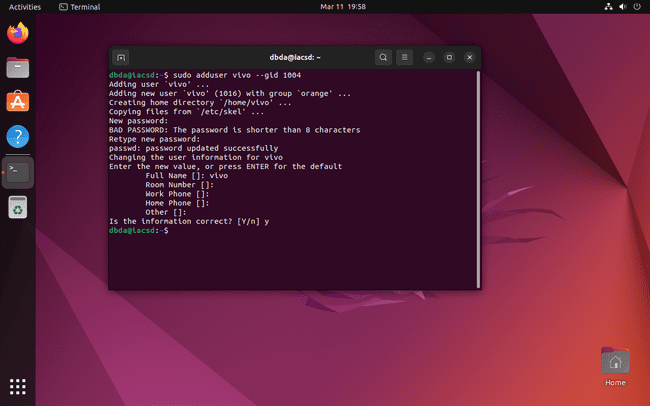 Activities
Terminal
Mar 11 19:58
dbda@iacsd: ~
dbda@iacsd:~$ sudo adduser vivo --gid 1004
Adding user `vivo' ...
Adding new user `vivo' (1016) with group `orange' ...
Creating home directory `/home/vivo' ...
Copying files from `/etc/skel' ...
New password:
BAD PASSWORD: The password is shorter than 8 characters
Retype new password:
passwd: password updated successfully
Changing the user information for vivo
Enter the new value, or press ENTER for the default
Full Name []: vivo
Room Number []:
Work Phone []:
Home Phone []:
Other []:
Is the information correct? [Y/n] y
dbda@iacsd:~$
Home